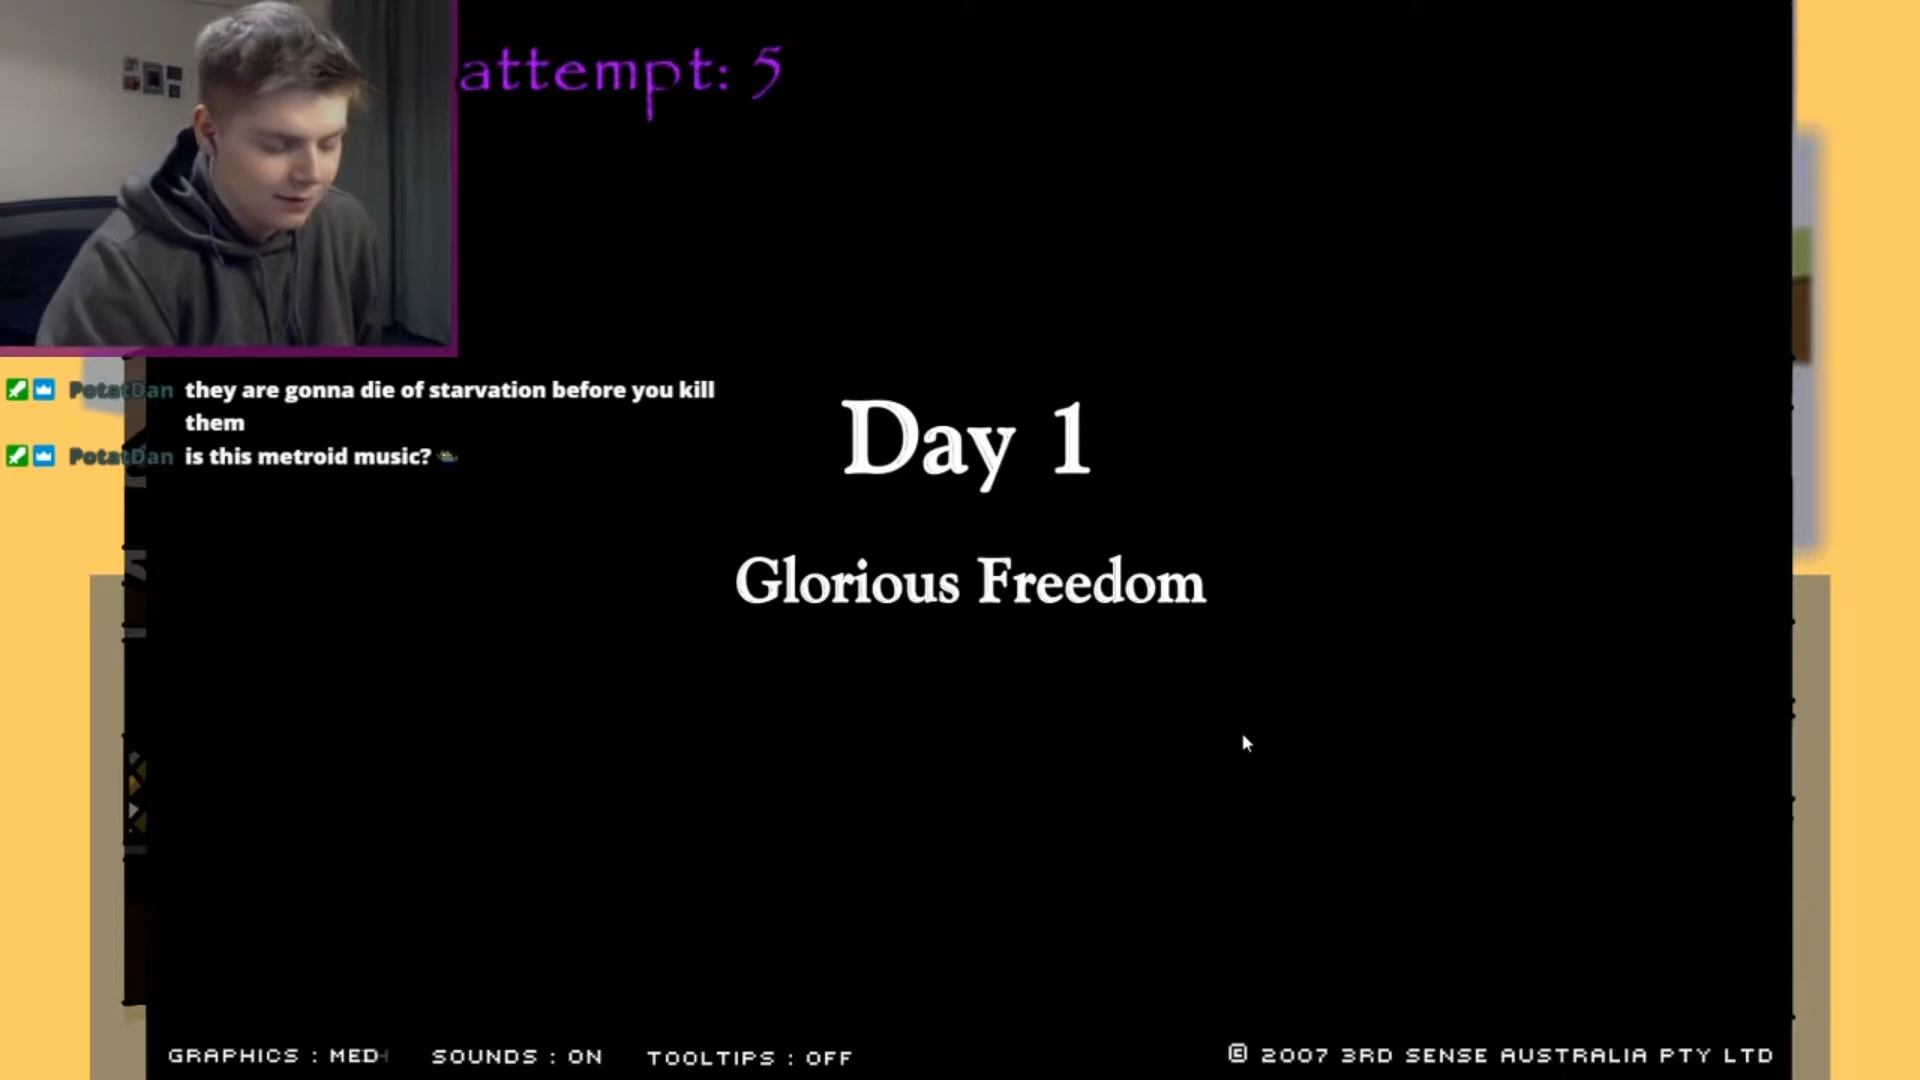 attempt: 5
PotatDan they are gonna die of starvation before you kill
them
PotatDan is this metroid music?
Day 1
Glorious Freedom
GRAPHICS : MED SOUNDS : ON TOOLTIPS : OFF © 2007 3RD SENSE AUSTRALIA PTY LTD